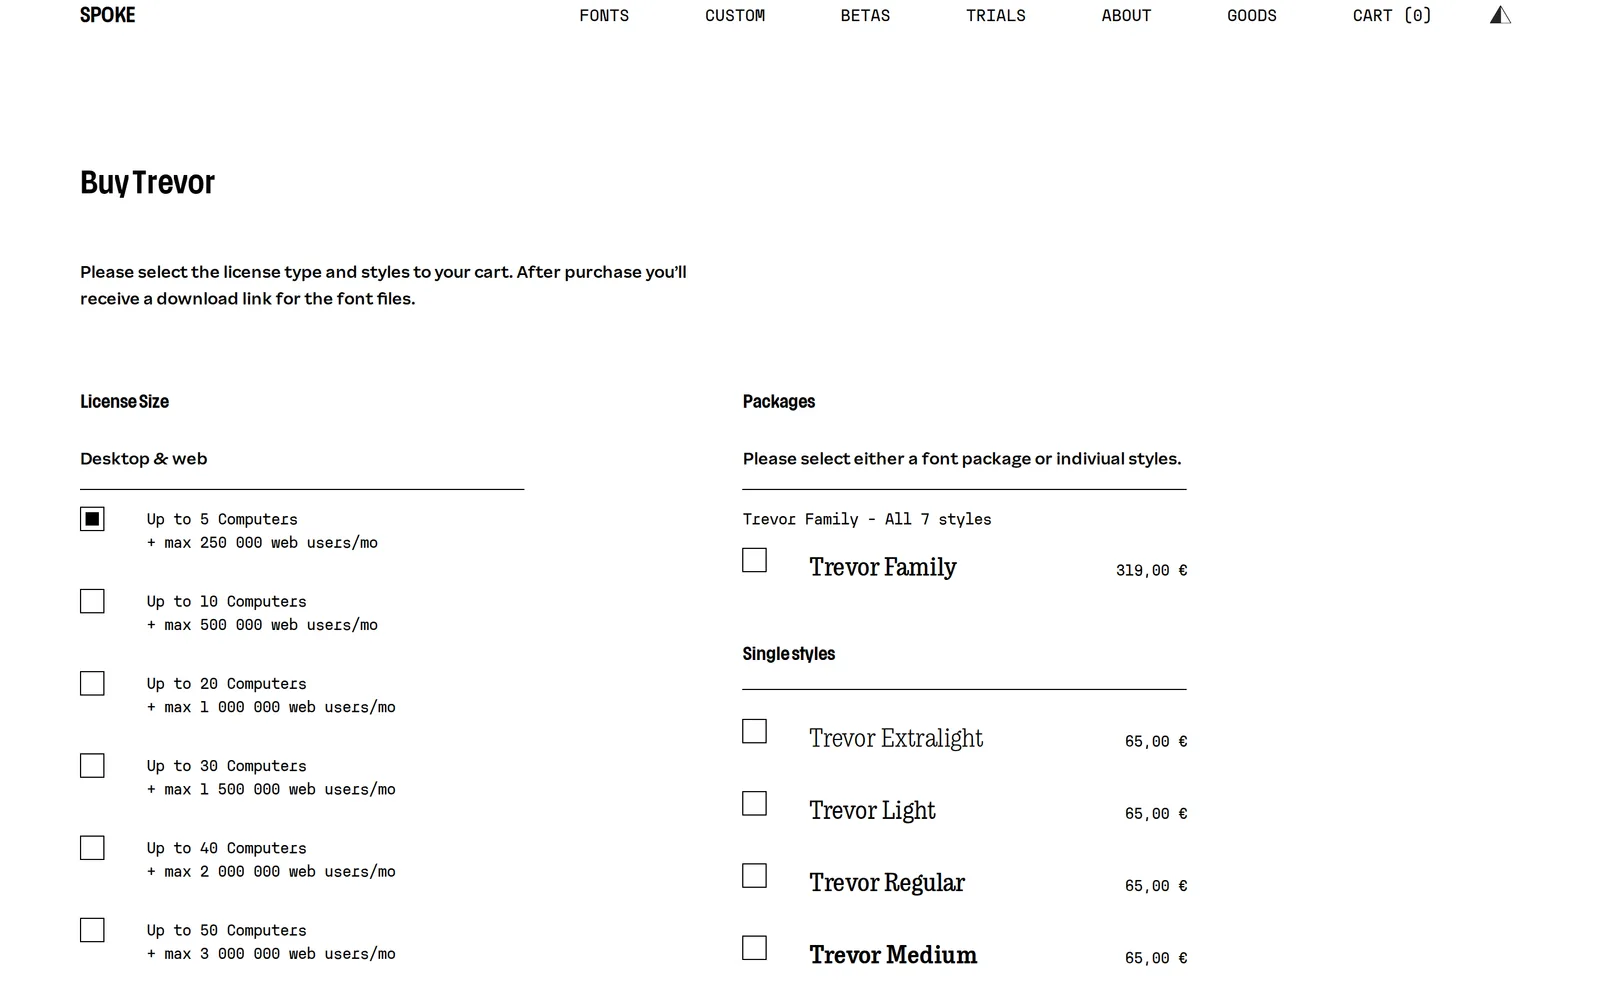 SPOKE
FONTS CUSTOM BETAS TRIALS ABOUT GOODS CART (0)
Buy Trevor
Please select the license type and styles to your cart. After purchase you'll
receive a download link for the font files.
License Size
Desktop & web
Up to 5 Computers
+ max 250 000 web users/mo
Up to 10 Computers
+ max 500 000 web users/mo
Up to 20 Computers
+ max 1 000 000 web users/mo
Up to 30 Computers
+ max 1 500 000 web users/mo
Up to 40 Computers
+ max 2 000 000 web users/mo
Up to 50 Computers
+ max 3 000 000 web users/mo
Packages
Please select either a font package or indiviual styles.
Trevor Family - All 7 styles
Trevor Family 319,00 €
Single styles
Trevor Extralight 65,00 €
Trevor Light 65,00 €
Trevor Regular 65,00 €
Trevor Medium 65,00 €